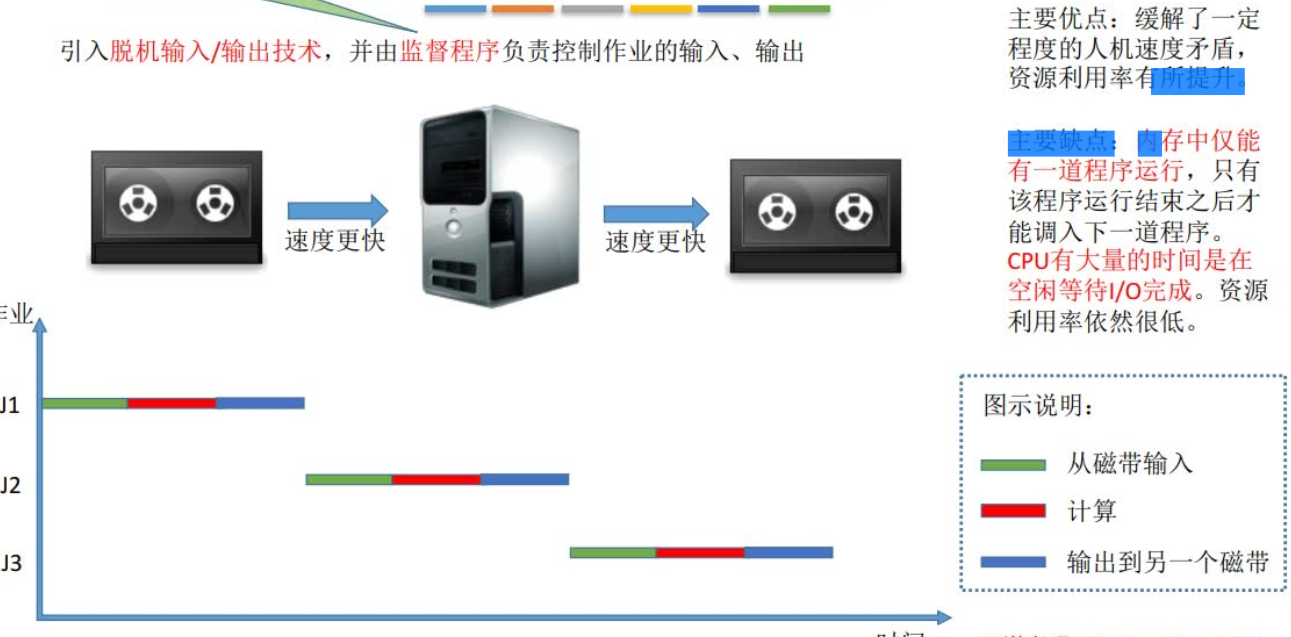 引入脱机输入/输出技术，并由监督程序负责控制作业的输入、输出
主要优点：缓解了一定
程度的人机速度矛盾，
资源利用率有所提升。
主要缺点：内存中仅能
有一道程序运行，只有
该程序运行结束之后才
能调入下一道程序。
CPU有大量的时间是在
空闲等待I/O完成。资源
利用率依然很低。
速度更快
速度更快
作业
J1
J2
J3
时间
图示说明：
从磁带输入
计算
输出到另一个磁带